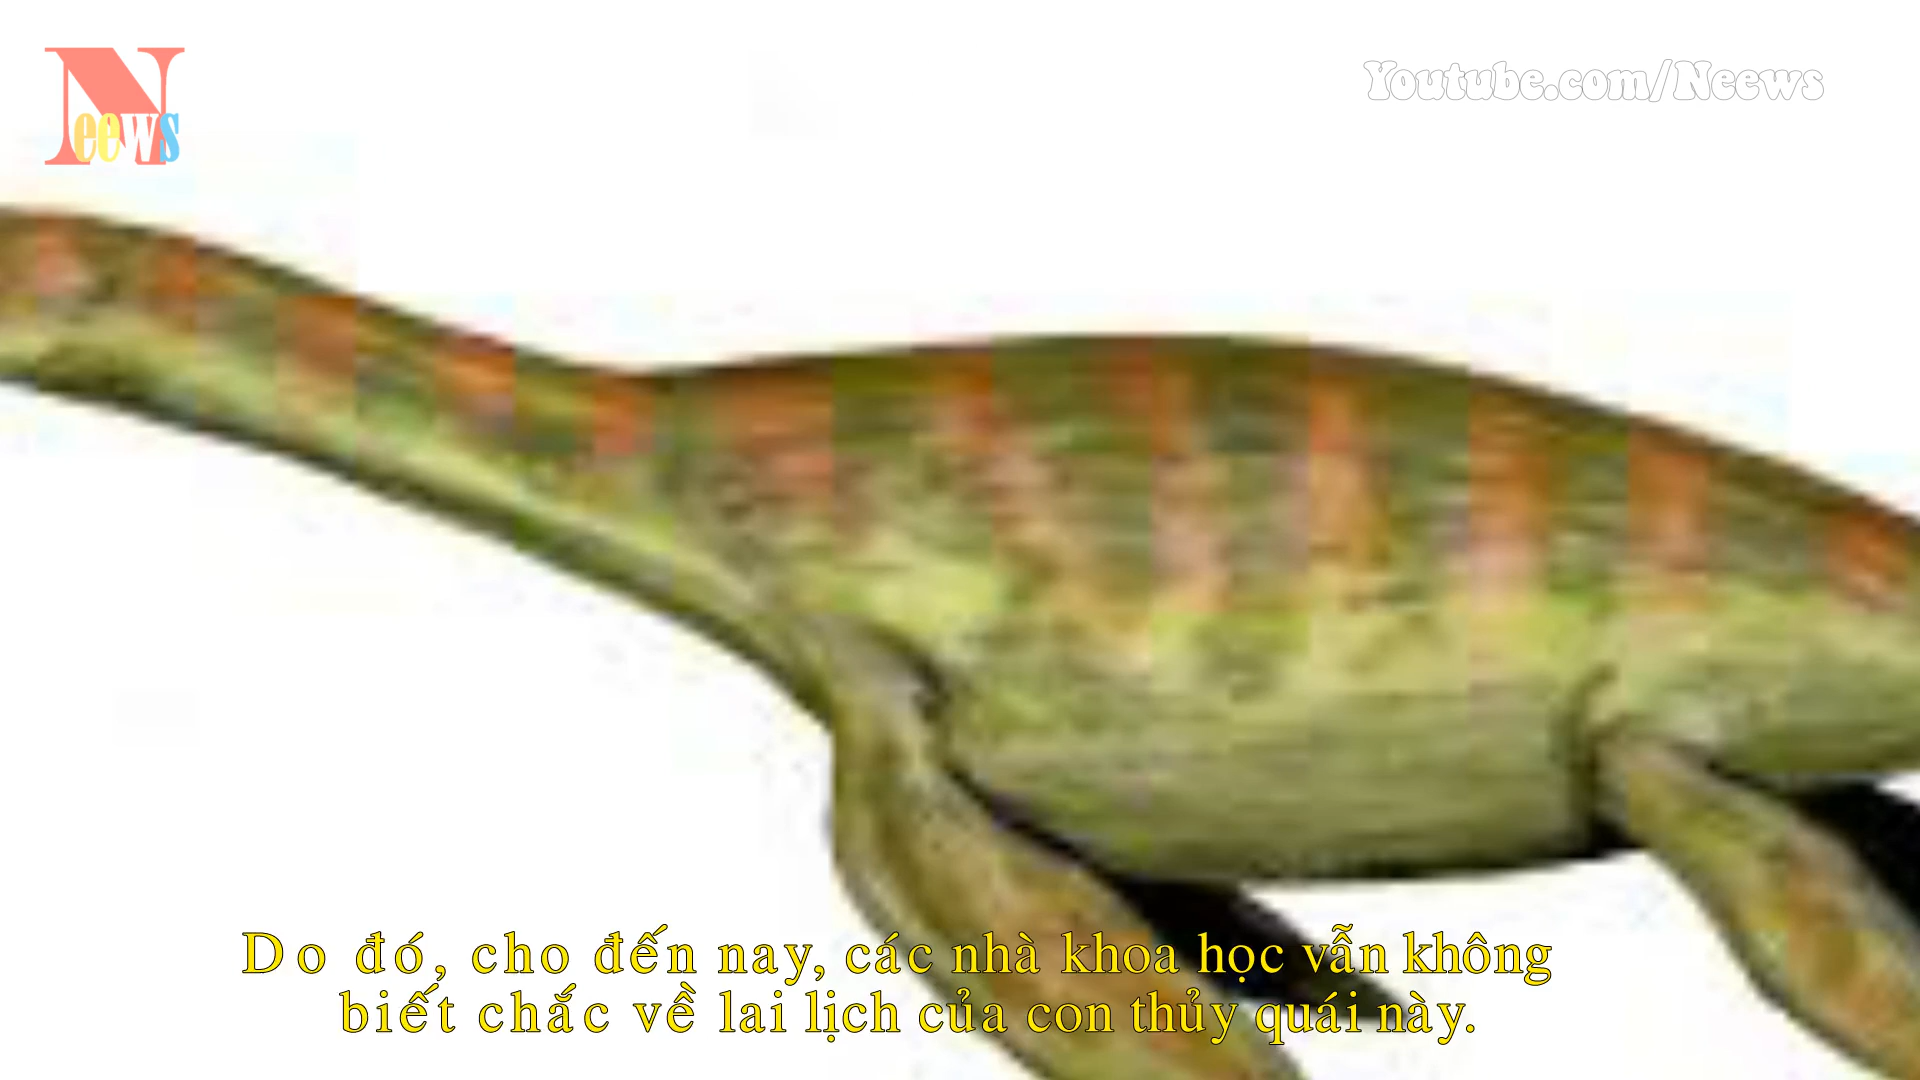 Neews
Youtube.com/Neews
Do đó, cho đến nay, các nhà khoa học vẫn không
biết chắc về lai lịch của con thủy quái này.